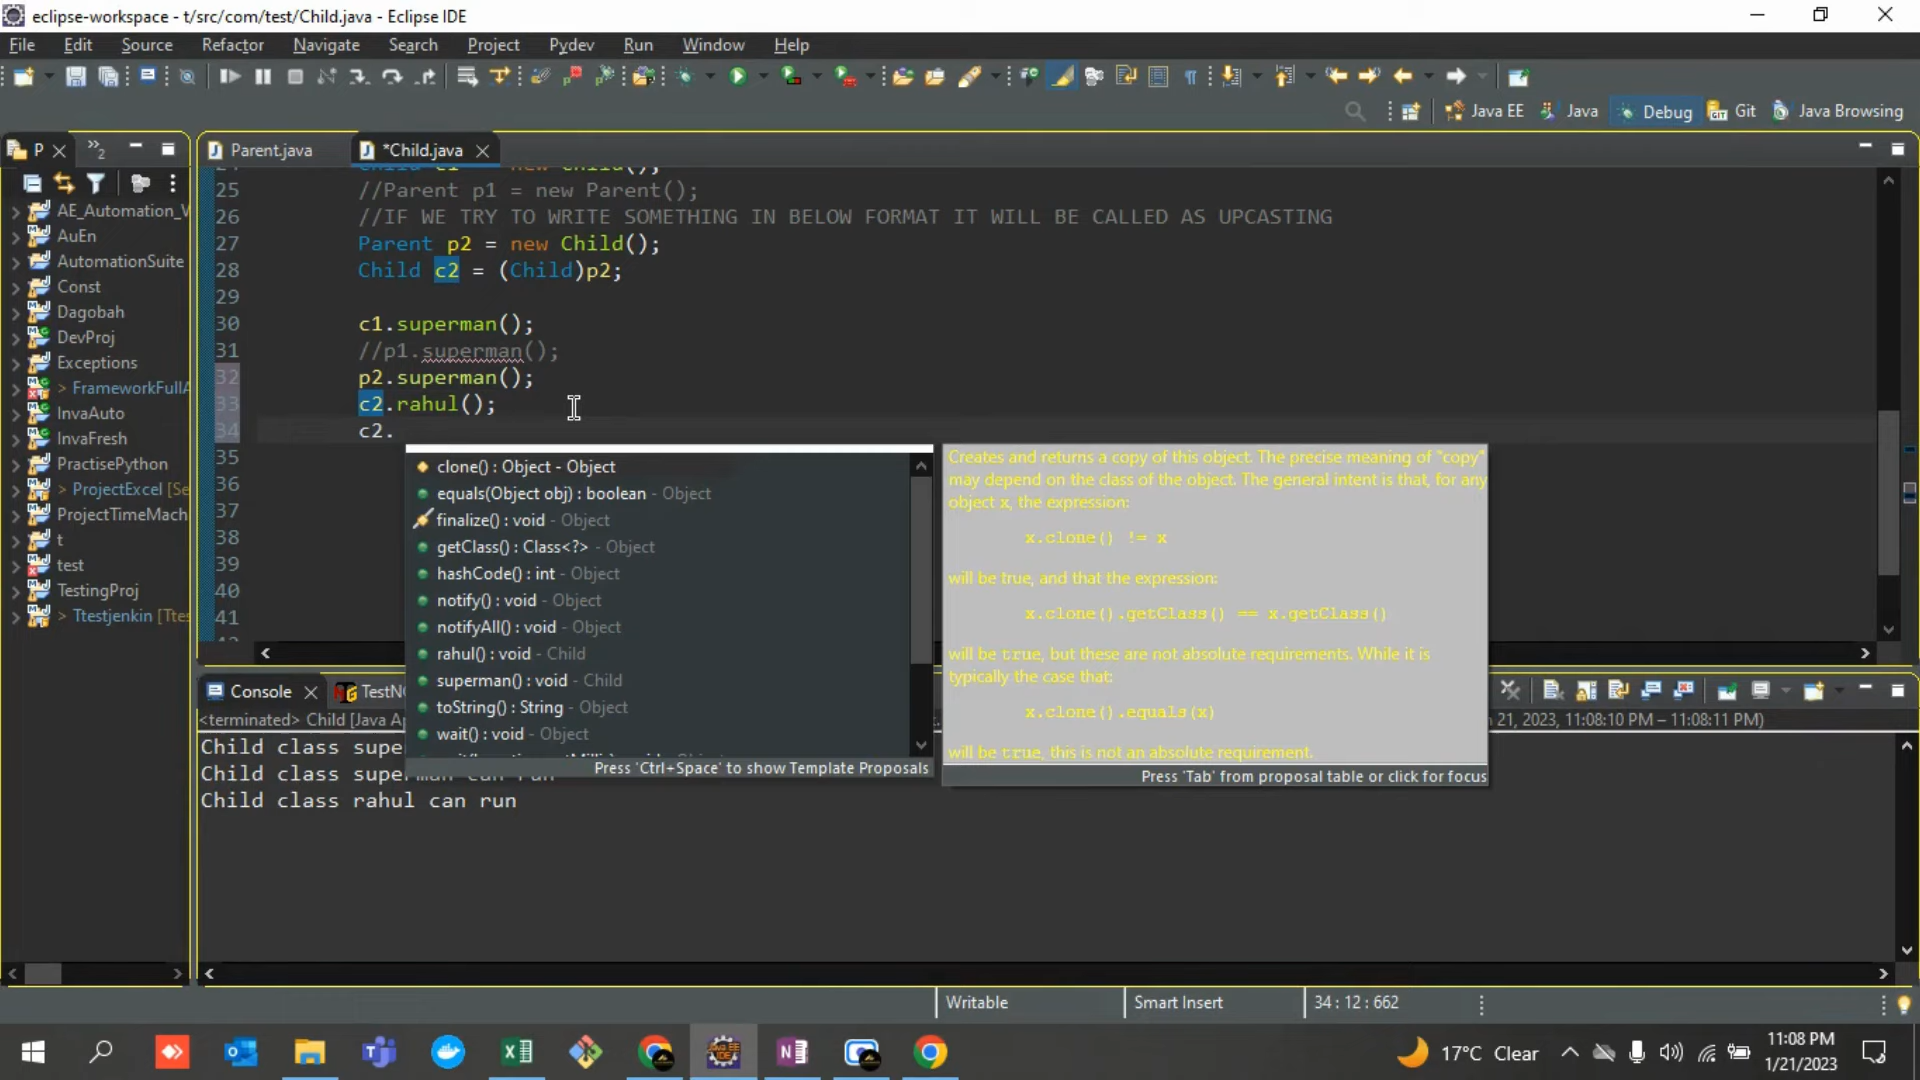 eclipse-workspace - t/src/com/test/Child.java - Eclipse IDE
File Edit Source Refactor Navigate Search Project Pydev Run Window Help
Java EE Java Debug Git Java Browsing
P 2 Parent.java *Child.java
25 //Parent p1 = new Parent();
26 //IF WE TRY TO WRITE SOMETHING IN BELOW FORMAT IT WILL BE CALLED AS UPCASTING
27 Parent p2 = new Child();
28 Child c2 = (Child)p2;
29
30 c1.superman();
31 //p1.superman();
32 p2.superman();
33 c2.rahul();
34 c2.
35
36
37
38
39
40
41
AE_Automation_V
AuEn
AutomationSuite
Const
Dagobah
DevProj
Exceptions
> FrameworkFullA
InvaAuto
InvaFresh
PractisePython
> ProjectExcel [Se
ProjectTimeMach
t
test
TestingProj
> Ttestjenkin [Ttes
clone() : Object - Object
equals(Object obj) : boolean - Object
finalize() : void - Object
getClass() : Class<?> - Object
hashCode() : int - Object
notify() : void - Object
notifyAll() : void - Object
rahul() : void - Child
superman() : void - Child
toString() : String - Object
wait() : void - Object
Press 'Ctrl+Space' to show Template Proposals
Creates and returns a copy of this object. The precise meaning of "copy"
may depend on the class of the object. The general intent is that, for any
object x, the expression:
x.clone() != x
will be true, and that the expression:
x.clone().getClass() == x.getClass()
will be true, but these are not absolute requirements. While it is
typically the case that:
x.clone().equals(x)
will be true, this is not an absolute requirement.
Press 'Tab' from proposal table or click for focus
Console TestN
<terminated> Child [Java Ap
n 21, 2023, 11:08:10 PM – 11:08:11 PM)
Child class supe
Child class superman can run
Child class rahul can run
Writable Smart Insert 34 : 12 : 662
17°C Clear
11:08 PM
1/21/2023